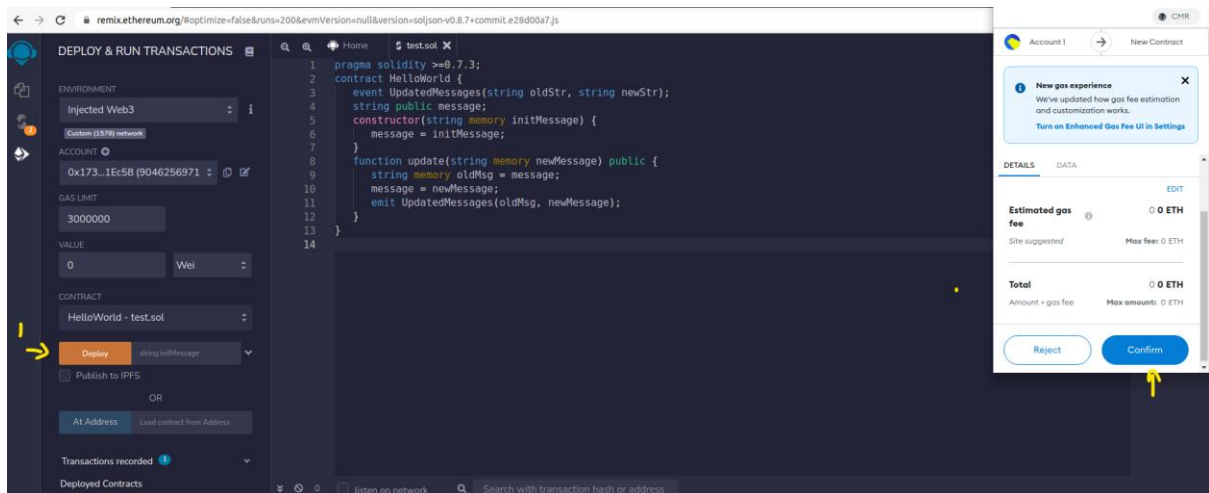 remix.ethereum.org/#optimize=false&runs=200&evmVersion=null&version=soljson-v0.8.7+commit.e28d00a7.js
DEPLOY & RUN TRANSACTIONS
ENVIRONMENT
Injected Web3
i
Custom (1578) network
ACCOUNT
0x173...1Ec58 (9046256971
GAS LIMIT
3000000
VALUE
0 Wei
CONTRACT
HelloWorld - test.sol
1
Deploy string initMessage
Publish to IPFS
OR
At Address Load contract from Address
Transactions recorded 1
Deployed Contracts
Home test.sol
1 pragma solidity >=0.7.3;
2 contract HelloWorld {
3 event UpdatedMessages(string oldStr, string newStr);
4 string public message;
5 constructor(string memory initMessage) {
6 message = initMessage;
7 }
8 function update(string memory newMessage) public {
9 string memory oldMsg = message;
10 message = newMessage;
11 emit UpdatedMessages(oldMsg, newMessage);
12 }
13 }
14
0 listen on network Search with transaction hash or address
CMR
Account 1 New Contract
New gas experience
We've updated how gas fee estimation
and customization works.
Turn on Enhanced Gas Fee UI in Settings
DETAILS DATA
EDIT
Estimated gas 0 0 ETH
fee
Site suggested Max fee: 0 ETH
Total 0 0 ETH
Amount + gas fee Max amount: 0 ETH
Reject Confirm